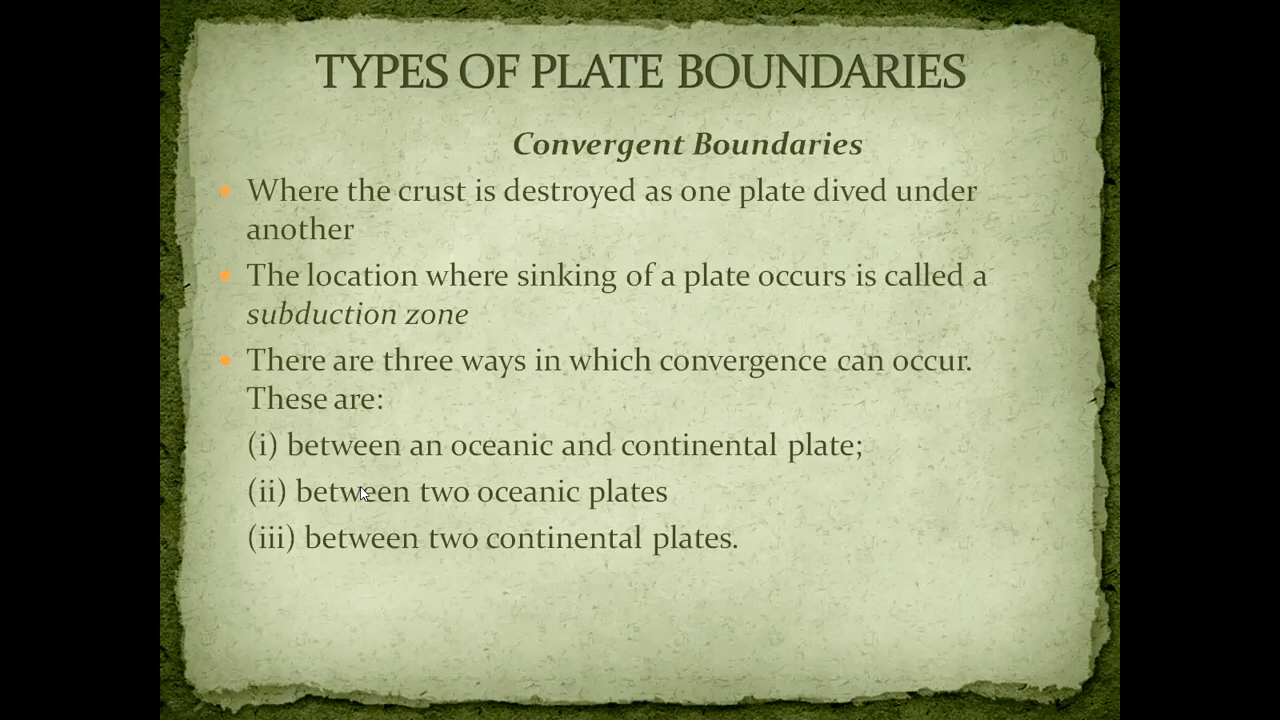 TYPES OF PLATE BOUNDARIES
Convergent Boundaries
Where the crust is destroyed as one plate dived under
another
The location where sinking of a plate occurs is called a
subduction zone
There are three ways in which convergence can occur.
These are:
(i) between an oceanic and continental plate;
(ii) between two oceanic plates
(iii) between two continental plates.